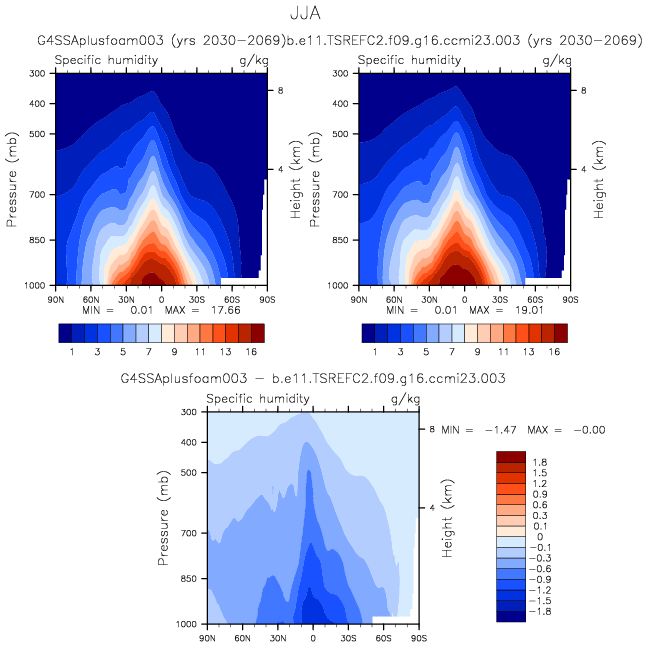 JJA
G4SSAplusfoam003 (yrs 2030-2069)b.e11.TSREFC2.f09.g16.ccmi23.003 (yrs 2030-2069)
Specific humidity g/kg Specific humidity g/kg
300 300
400 8 400 8
500 500
4 4
700 700
850 850
1000 1000
Pressure (mb) Height (km) Pressure (mb) Height (km)
90N 60N 30N 0 30S 60S 90S 90N 60N 30N 0 30S 60S 90S
MIN = 0.01 MAX = 17.66 MIN = 0.01 MAX = 19.01
1 3 5 7 9 11 13 16 1 3 5 7 9 11 13 16
G4SSAplusfoam003 - b.e11.TSREFC2.f09.g16.ccmi23.003
Specific humidity g/kg
300
400 8
500
4
700
850
1000
Pressure (mb) Height (km)
90N 60N 30N 0 30S 60S 90S
MIN = -1.47 MAX = -0.00
1.8
1.5
1.2
0.9
0.6
0.3
0.1
0
-0.1
-0.3
-0.6
-0.9
-1.2
-1.5
-1.8